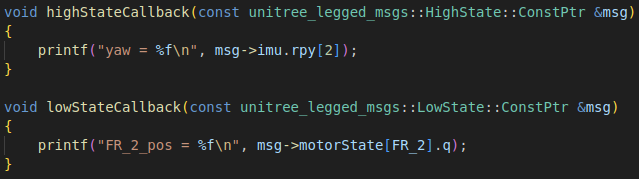 void highStateCallback(const unitree_legged_msgs::HighState::ConstPtr &msg)
{
    printf("yaw = %f\n", msg->imu.rpy[2]);
}

void lowStateCallback(const unitree_legged_msgs::LowState::ConstPtr &msg)
{
    printf("FR_2_pos = %f\n", msg->motorState[FR_2].q);
}